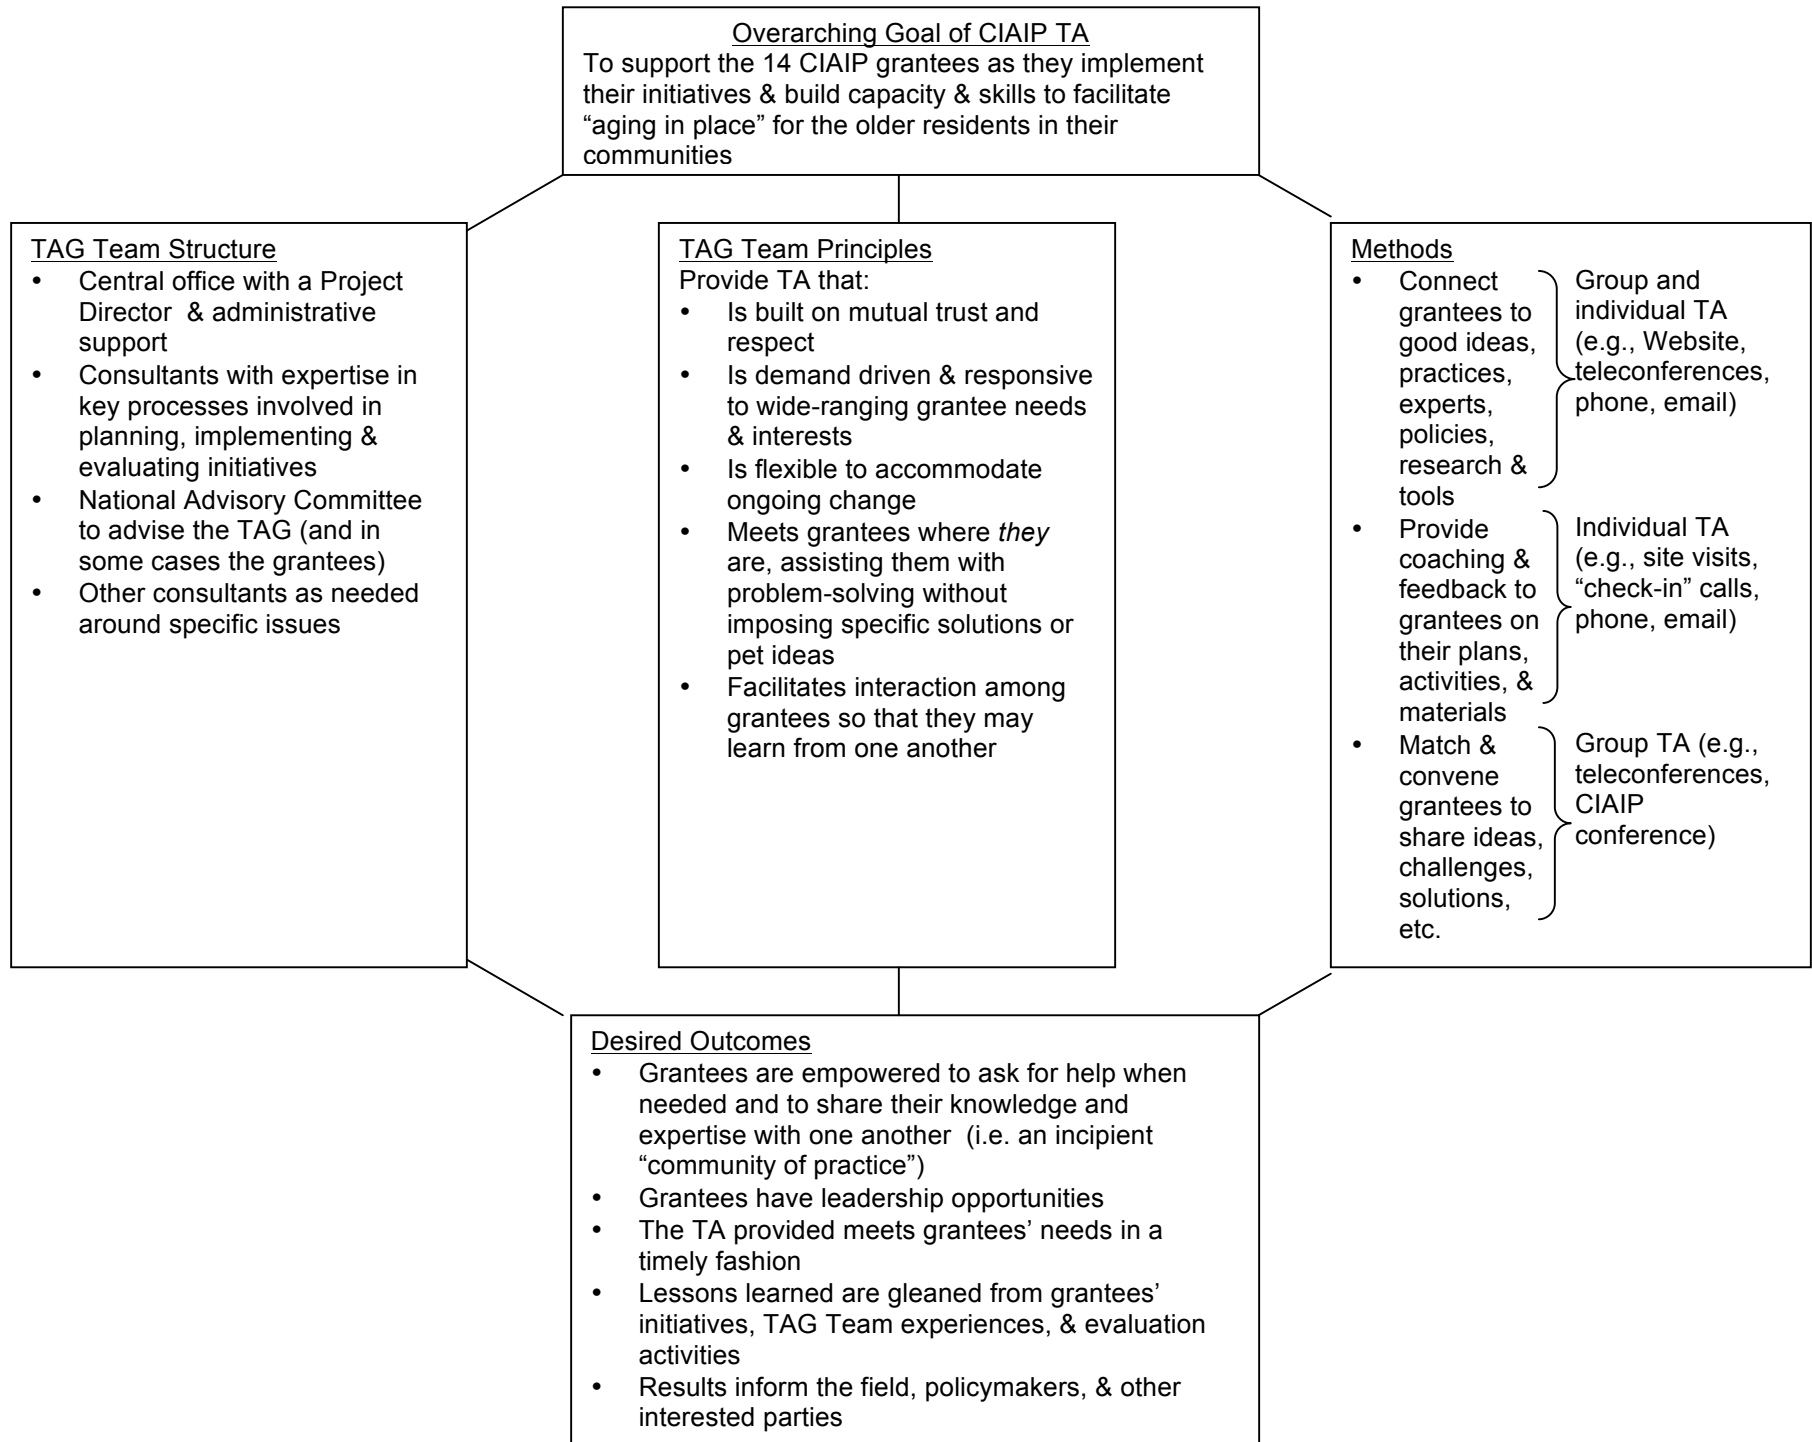 Overarching Goal of CIAIP TA
To support the 14 CIAIP grantees as they implement
their initiatives & build capacity & skills to facilitate
“aging in place” for the older residents in their
communities
TAG Team Structure
• Central office with a Project
Director & administrative
support
• Consultants with expertise in
key processes involved in
planning, implementing &
evaluating initiatives
• National Advisory Committee
to advise the TAG (and in
some cases the grantees)
• Other consultants as needed
around specific issues
TAG Team Principles
Provide TA that:
• Is built on mutual trust and
respect
• Is demand driven & responsive
to wide-ranging grantee needs
& interests
• Is flexible to accommodate
ongoing change
• Meets grantees where they
are, assisting them with
problem-solving without
imposing specific solutions or
pet ideas
• Facilitates interaction among
grantees so that they may
learn from one another
Methods
• Connect
grantees to
good ideas,
practices,
experts,
policies,
research &
tools
Group and
individual TA
(e.g., Website,
teleconferences,
phone, email)
• Provide
coaching &
feedback to
grantees on
their plans,
activities, &
materials
Individual TA
(e.g., site visits,
“check-in” calls,
phone, email)
• Match &
convene
grantees to
share ideas,
challenges,
solutions,
etc.
Group TA (e.g.,
teleconferences,
CIAIP
conference)
Desired Outcomes
• Grantees are empowered to ask for help when
needed and to share their knowledge and
expertise with one another (i.e. an incipient
“community of practice”)
• Grantees have leadership opportunities
• The TA provided meets grantees’ needs in a
timely fashion
• Lessons learned are gleaned from grantees’
initiatives, TAG Team experiences, & evaluation
activities
• Results inform the field, policymakers, & other
interested parties